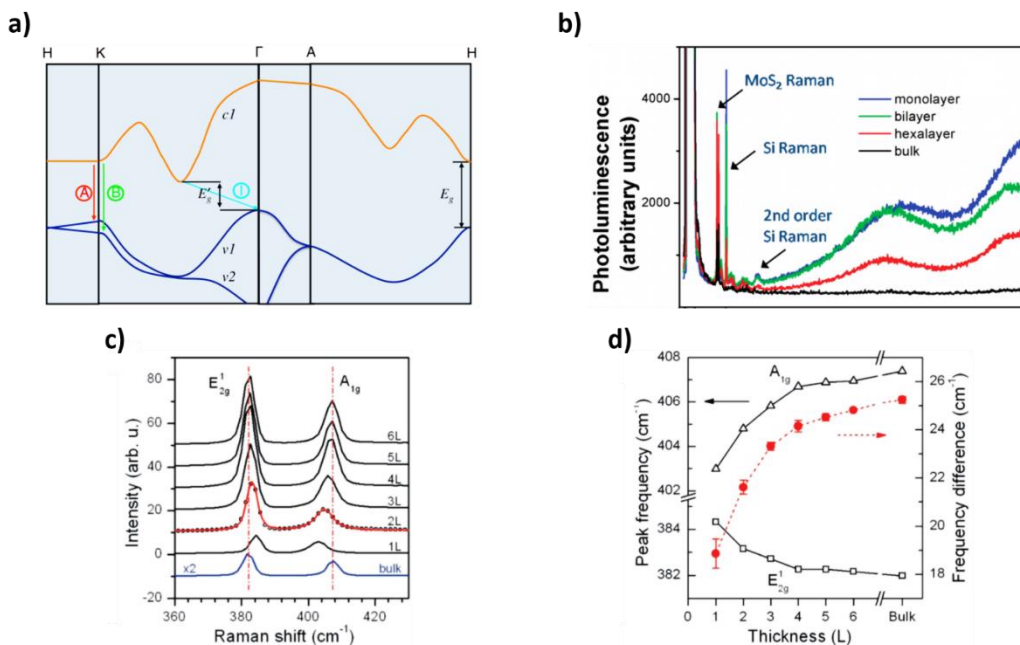 a)
H K Γ A H
c1
A B E'g 1 Eg
v1
v2
b)
Photoluminescence
(arbitrary units)
4000
2000
MoS2 Raman
Si Raman
2nd order
Si Raman
monolayer
bilayer
hexalayer
bulk
c)
Intensity (arb. u.)
80
60
40
20
0
-20
E¹2g A1g
6L
5L
4L
3L
2L
1L
x2 bulk
360 380 400 420
Raman shift (cm⁻¹)
d)
Peak frequency (cm⁻¹)
408
406
404
402
384
382
A1g
E¹2g
26
24
22
20
18
Frequency difference (cm⁻¹)
0 1 2 3 4 5 6 Bulk
Thickness (L)